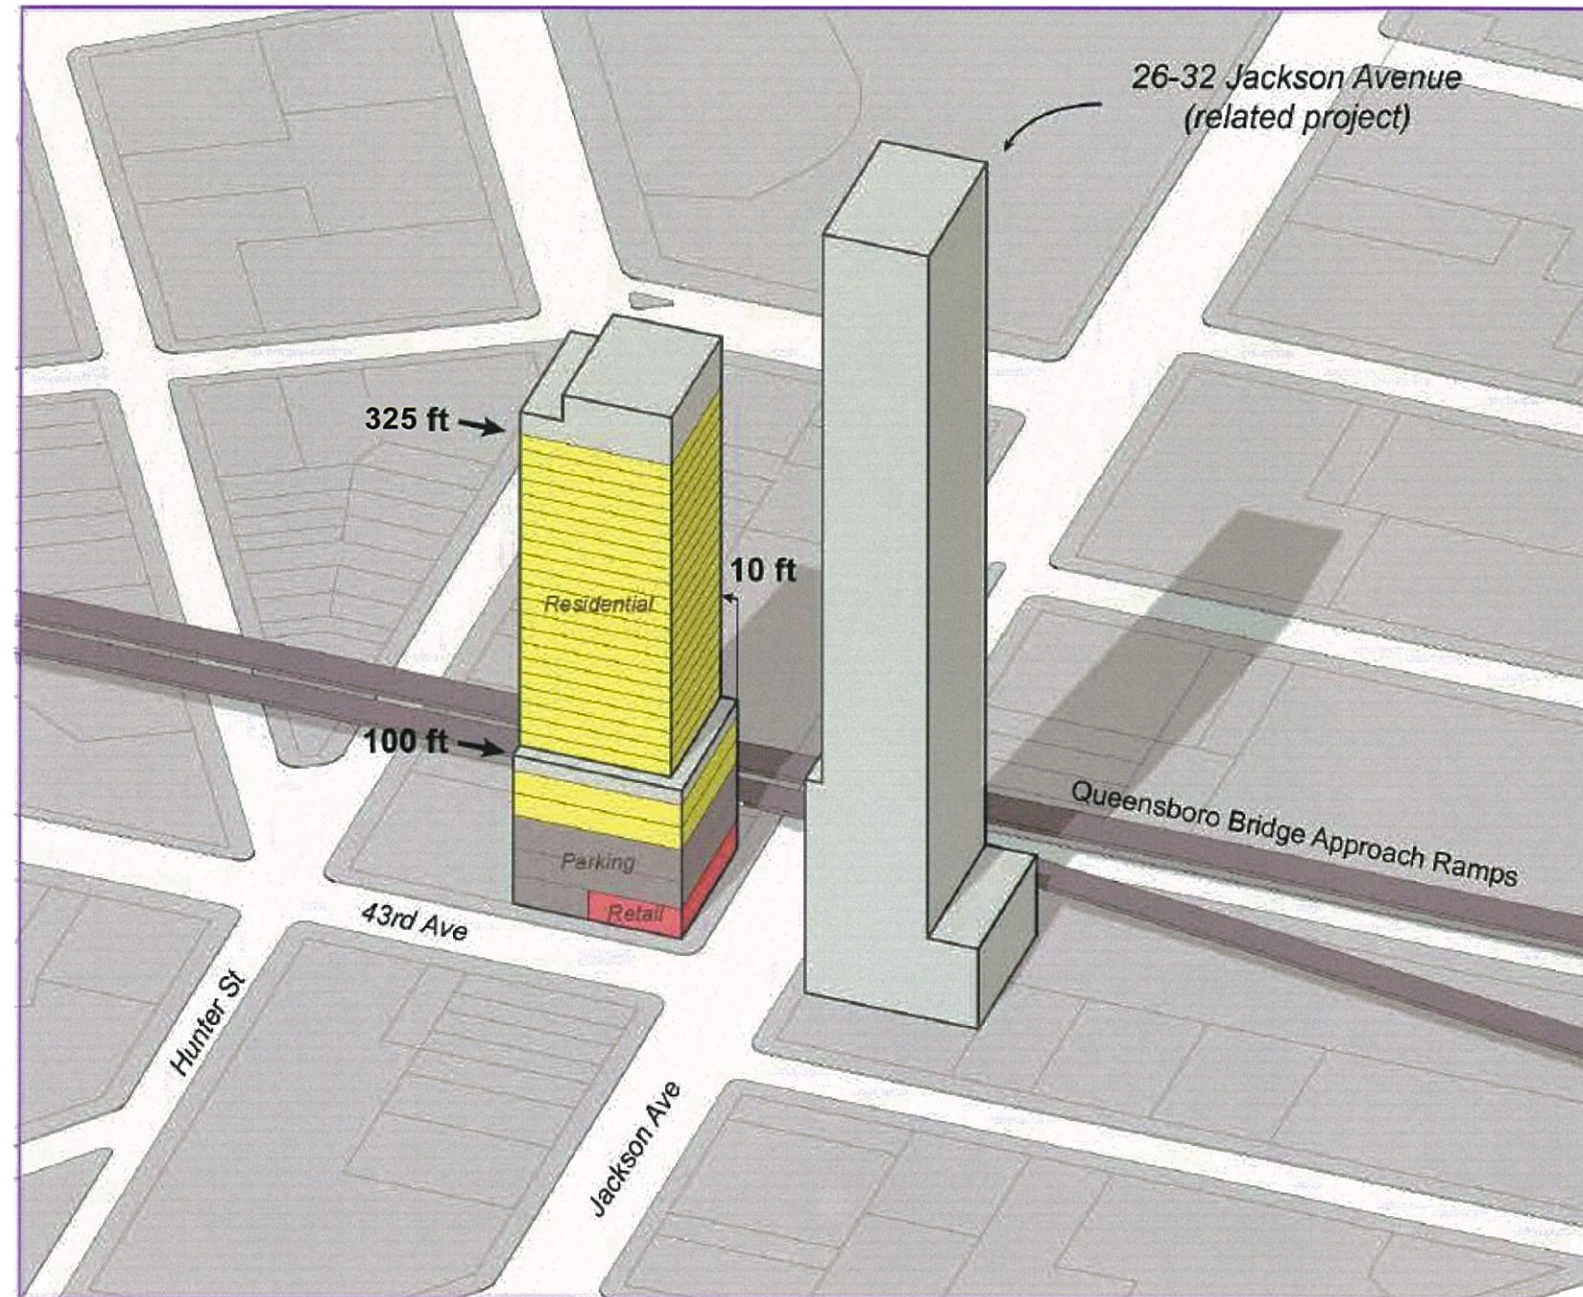 26-32 Jackson Avenue
(related project)
325 ft
10 ft
Residential
100 ft
Queensboro Bridge Approach Ramps
Parking
Retail
43rd Ave
Hunter St
Jackson Ave